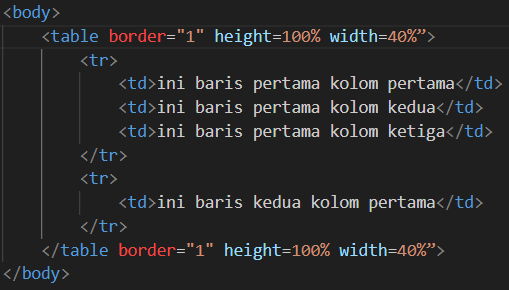 <body>
<table border="1" height=100% width=40%”>
<tr>
<td>ini baris pertama kolom pertama</td>
<td>ini baris pertama kolom kedua</td>
<td>ini baris pertama kolom ketiga</td>
</tr>
<tr>
<td>ini baris kedua kolom pertama</td>
</tr>
</table border="1" height=100% width=40%”>
</body>